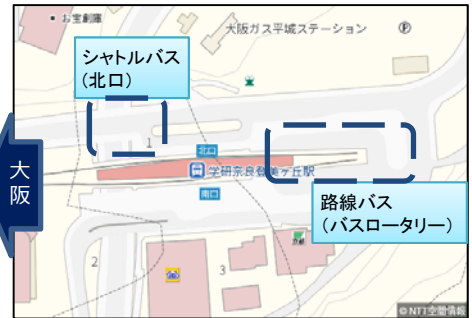 お宝創庫
大阪ガス平城ステーション
シャトルバス
(北口)
1
北口
学研奈良登美ヶ丘駅
南口
大
阪
路線バス
(バスロータリー)
2
3
© NTT空間情報